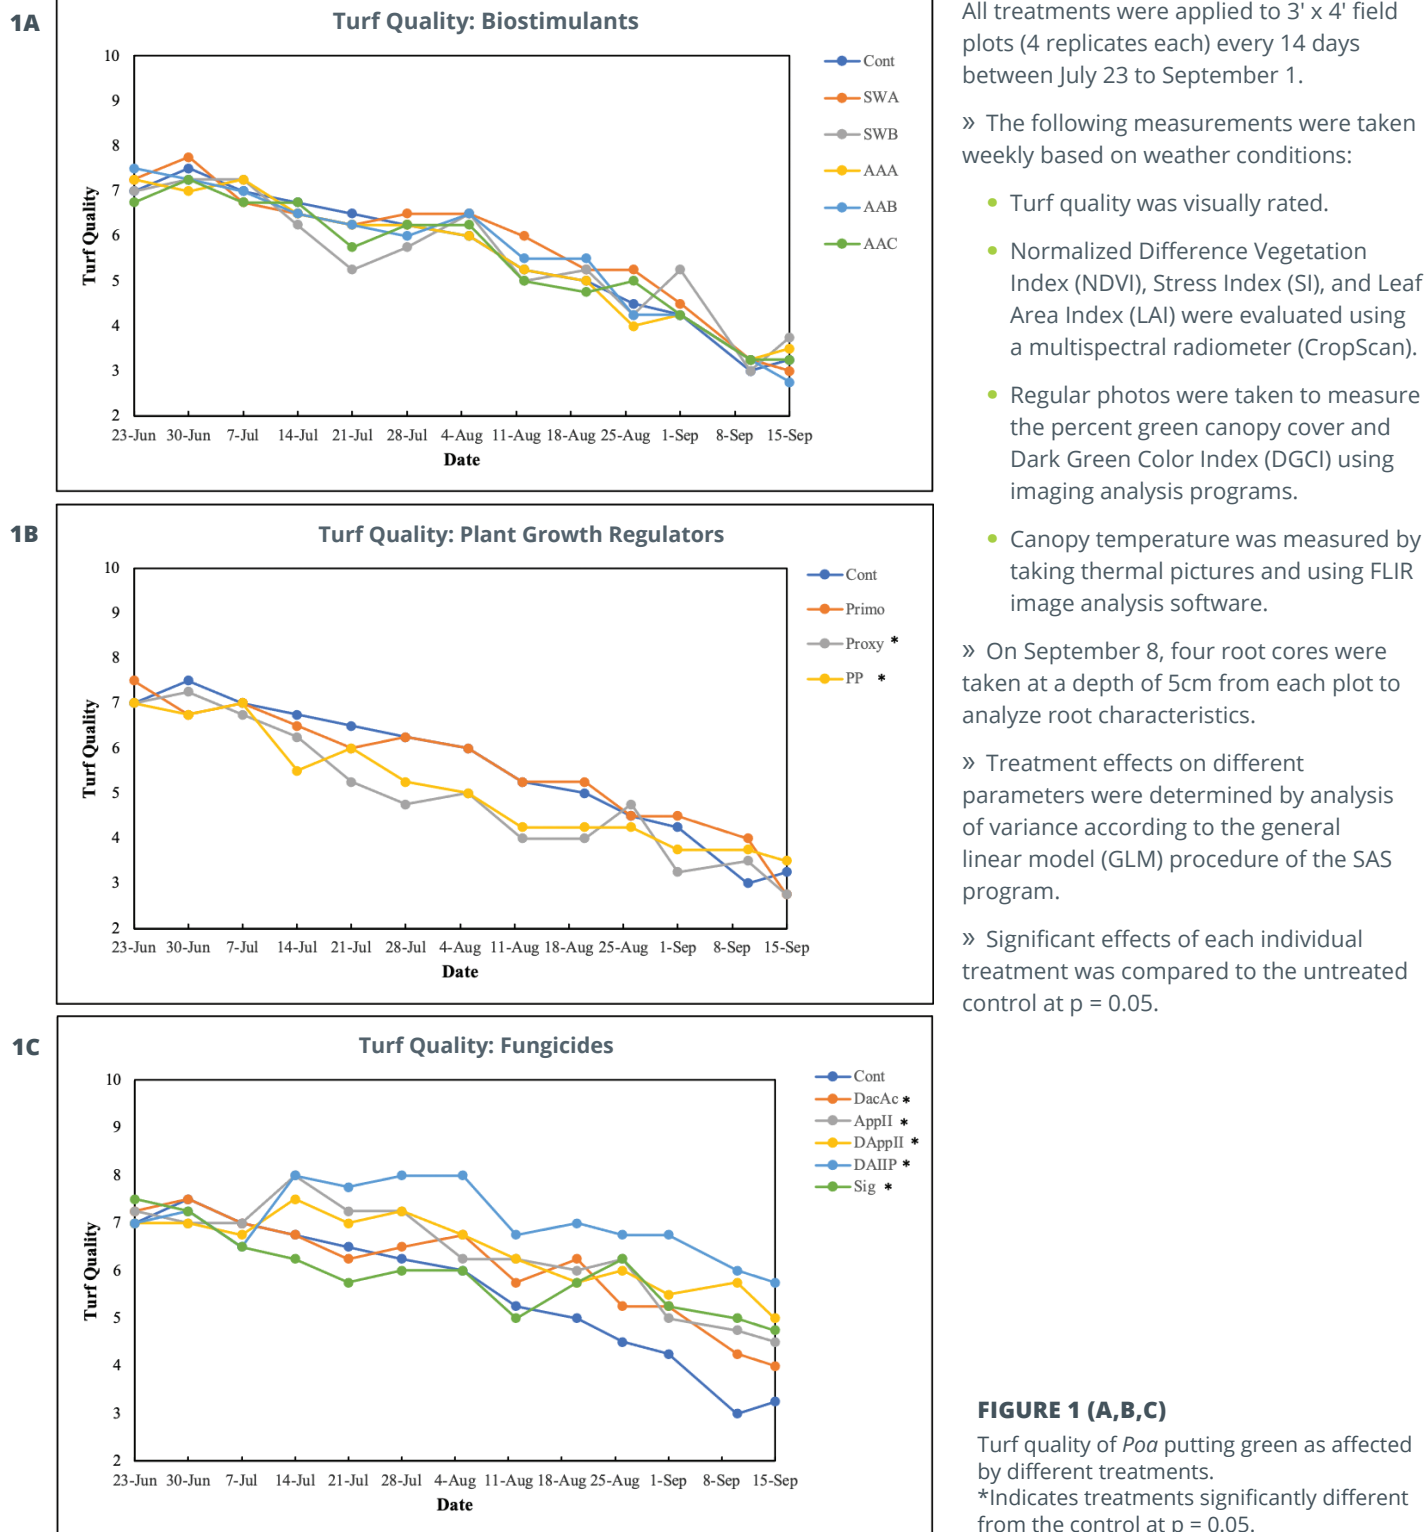 1A
Turf Quality: Biostimulants
10
9
8
7
6
5
4
3
2
Turf Quality
23-Jun 30-Jun 7-Jul 14-Jul 21-Jul 28-Jul 4-Aug 11-Aug 18-Aug 25-Aug 1-Sep 8-Sep 15-Sep
Date
Cont
SWA
SWB
AAA
AAB
AAC
1B
Turf Quality: Plant Growth Regulators
10
9
8
7
6
5
4
3
2
Turf Quality
23-Jun 30-Jun 7-Jul 14-Jul 21-Jul 28-Jul 4-Aug 11-Aug 18-Aug 25-Aug 1-Sep 8-Sep 15-Sep
Date
Cont
Primo
Proxy *
PP *
1C
Turf Quality: Fungicides
10
9
8
7
6
5
4
3
2
Turf Quality
23-Jun 30-Jun 7-Jul 14-Jul 21-Jul 28-Jul 4-Aug 11-Aug 18-Aug 25-Aug 1-Sep 8-Sep 15-Sep
Date
Cont
DacAc *
AppII *
DAppII *
DAIIP *
Sig *
All treatments were applied to 3' x 4' field
plots (4 replicates each) every 14 days
between July 23 to September 1.
» The following measurements were taken
weekly based on weather conditions:
• Turf quality was visually rated.
• Normalized Difference Vegetation
Index (NDVI), Stress Index (SI), and Leaf
Area Index (LAI) were evaluated using
a multispectral radiometer (CropScan).
• Regular photos were taken to measure
the percent green canopy cover and
Dark Green Color Index (DGCI) using
imaging analysis programs.
• Canopy temperature was measured by
taking thermal pictures and using FLIR
image analysis software.
» On September 8, four root cores were
taken at a depth of 5cm from each plot to
analyze root characteristics.
» Treatment effects on different
parameters were determined by analysis
of variance according to the general
linear model (GLM) procedure of the SAS
program.
» Significant effects of each individual
treatment was compared to the untreated
control at p = 0.05.
FIGURE 1 (A,B,C)
Turf quality of Poa putting green as affected
by different treatments.
*Indicates treatments significantly different
from the control at p = 0.05.